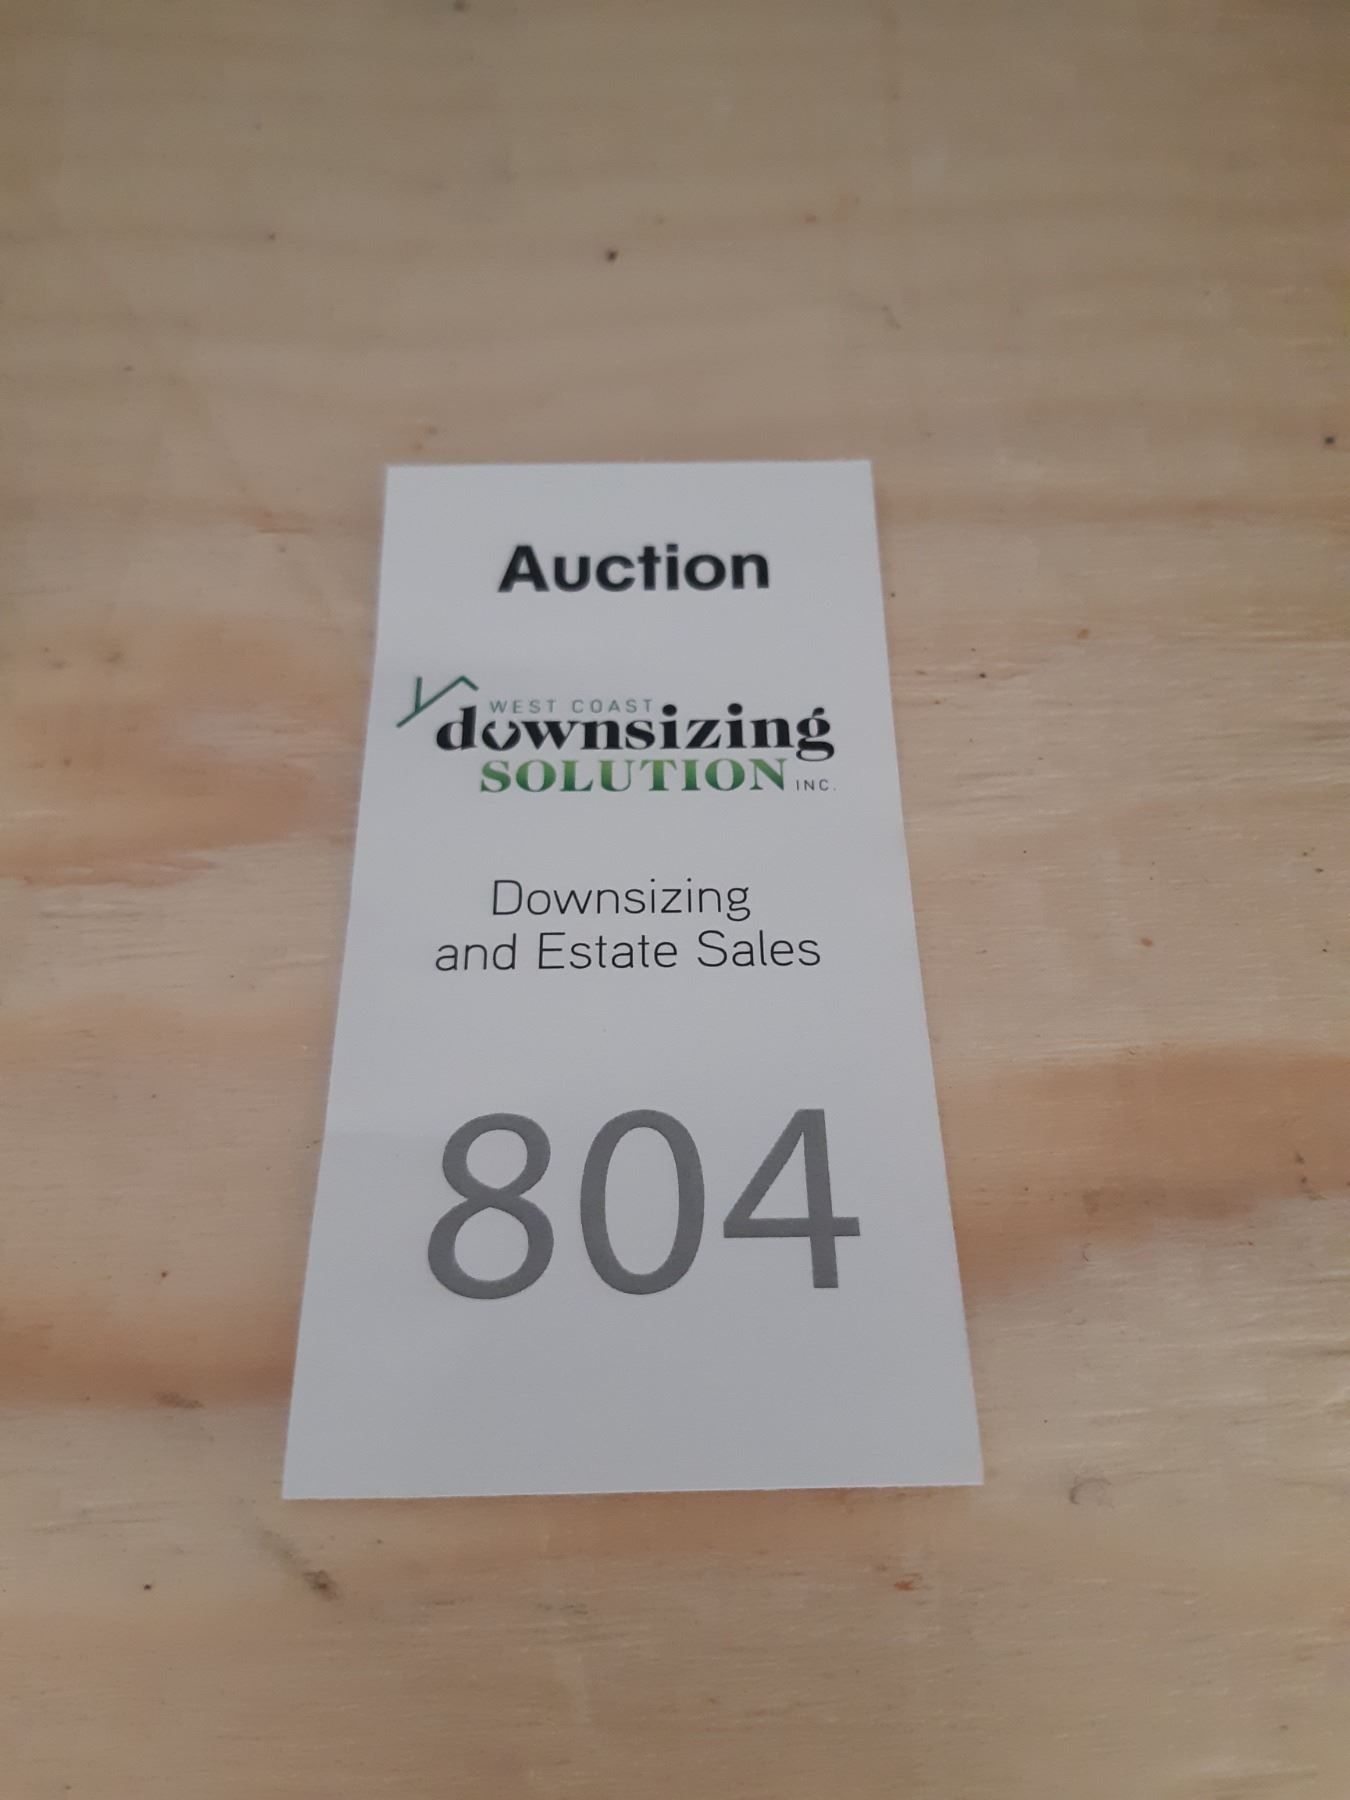 Auction
WEST COAST
downsizing
SOLUTION INC.
Downsizing
and Estate Sales
804